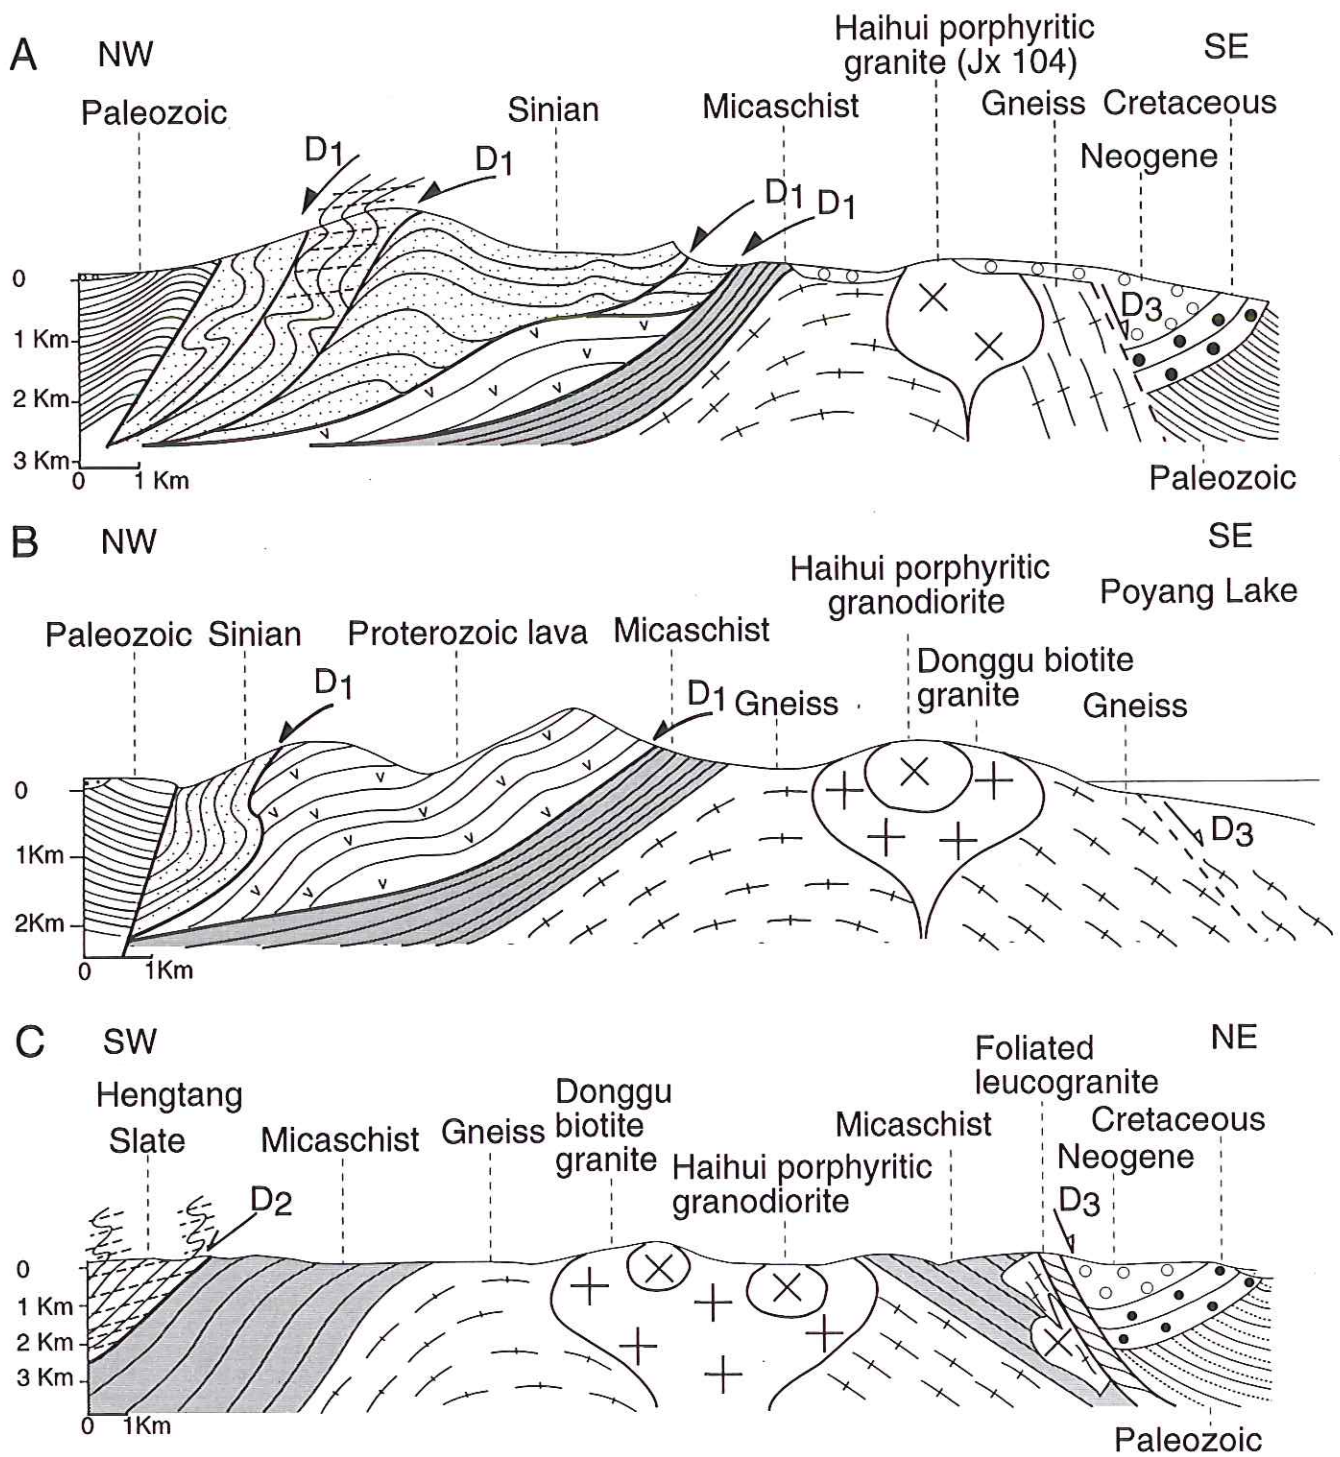 A NW
Haihui porphyritic
granite (Jx 104)
SE
Paleozoic
Sinian
Micaschist
Gneiss
Cretaceous
Neogene
D1
D1
D1
D1
D3
0
1 Km
2 Km
3 Km
0 1 Km
Paleozoic
B NW
SE
Haihui porphyritic
granodiorite
Poyang Lake
Paleozoic
Sinian
Proterozoic lava
Micaschist
Donggu biotite
granite
D1
D1
Gneiss
Gneiss
D3
0
1Km
2Km
0 1Km
C SW
NE
Foliated
leucogranite
Hengtang
Slate
Micaschist
Gneiss
Donggu
biotite
granite
Haihui porphyritic
granodiorite
Micaschist
Cretaceous
Neogene
D2
D3
0
1 Km
2 Km
3 Km
0 1Km
Paleozoic